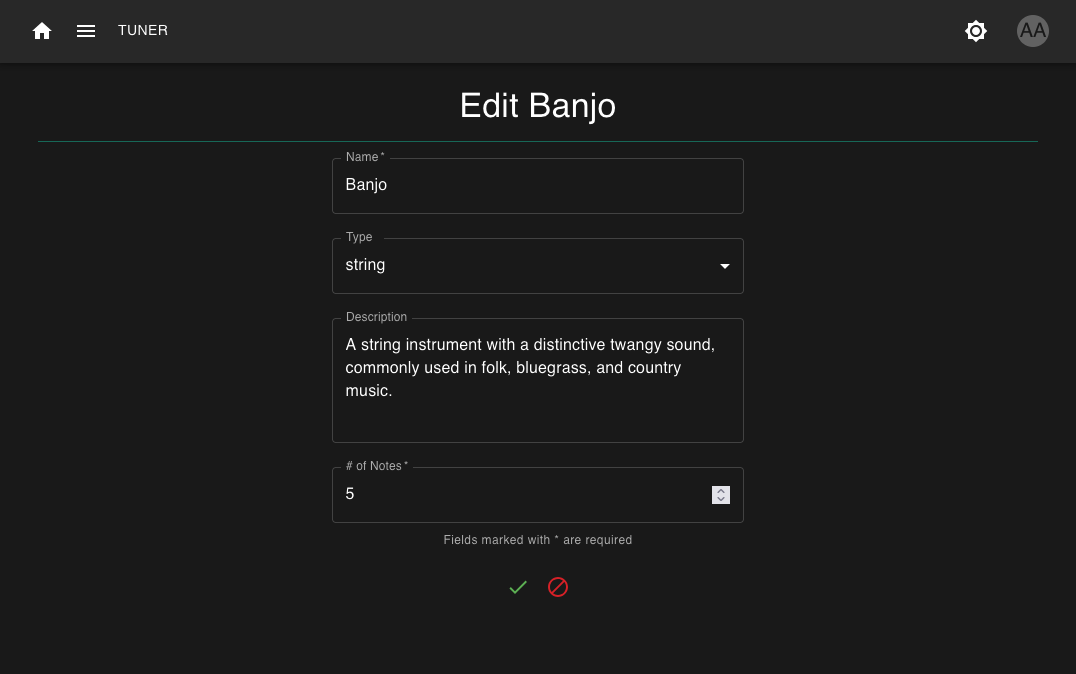 TUNER
AA
Edit Banjo
Name *
Banjo
Type
string
Description
A string instrument with a distinctive twangy sound,
commonly used in folk, bluegrass, and country
music.
# of Notes *
5
Fields marked with * are required